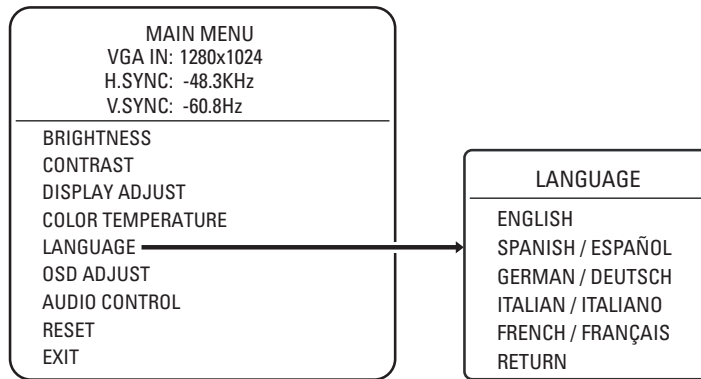 MAIN MENU
VGA IN: 1280x1024
H.SYNC: -48.3KHz
V.SYNC: -60.8Hz
BRIGHTNESS
CONTRAST
DISPLAY ADJUST
COLOR TEMPERATURE
LANGUAGE
OSD ADJUST
AUDIO CONTROL
RESET
EXIT
LANGUAGE
ENGLISH
SPANISH / ESPAÑOL
GERMAN / DEUTSCH
ITALIAN / ITALIANO
FRENCH / FRANÇAIS
RETURN